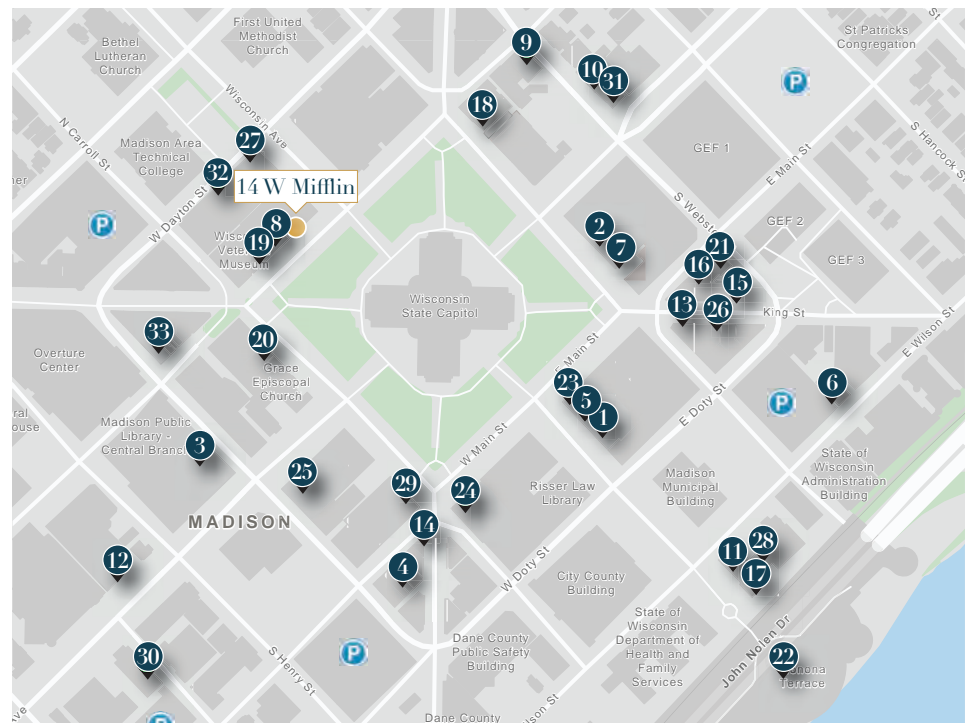 First United
Methodist
Church
St Patricks
Congregation
Bethel
Lutheran
Church
9
10
31
P
18
Wisconsin Ave
N Carroll St
27
Madison Area
Technical
College
32
GEF 1
E Main St
S Hancock St
14 W Mifflin
W Dayton St
P
8
19
Museum
2
7
S Webster
GEF 2
21
16
GEF 3
15
13
26
King St
Wisconsin
State Capitol
E Wilson St
33
20
Overture
Center
Grace
Episcopal
Church
E Main St
23
5
1
6
P
E Doty St
Madison Public
Library -
Central Branch
3
W Main St
25
29
24
Risser Law
Library
Madison
Municipal
Building
State of
Wisconsin
Administration
Building
MADISON
14
12
4
W Doty St
City County
Building
11
28
17
State of
Wisconsin
Department of
Health and
Family
Services
John Nolen Dr
30
S Henry St
P
Dane County
Public Safety
Building
22
Terrace
Dane County
P